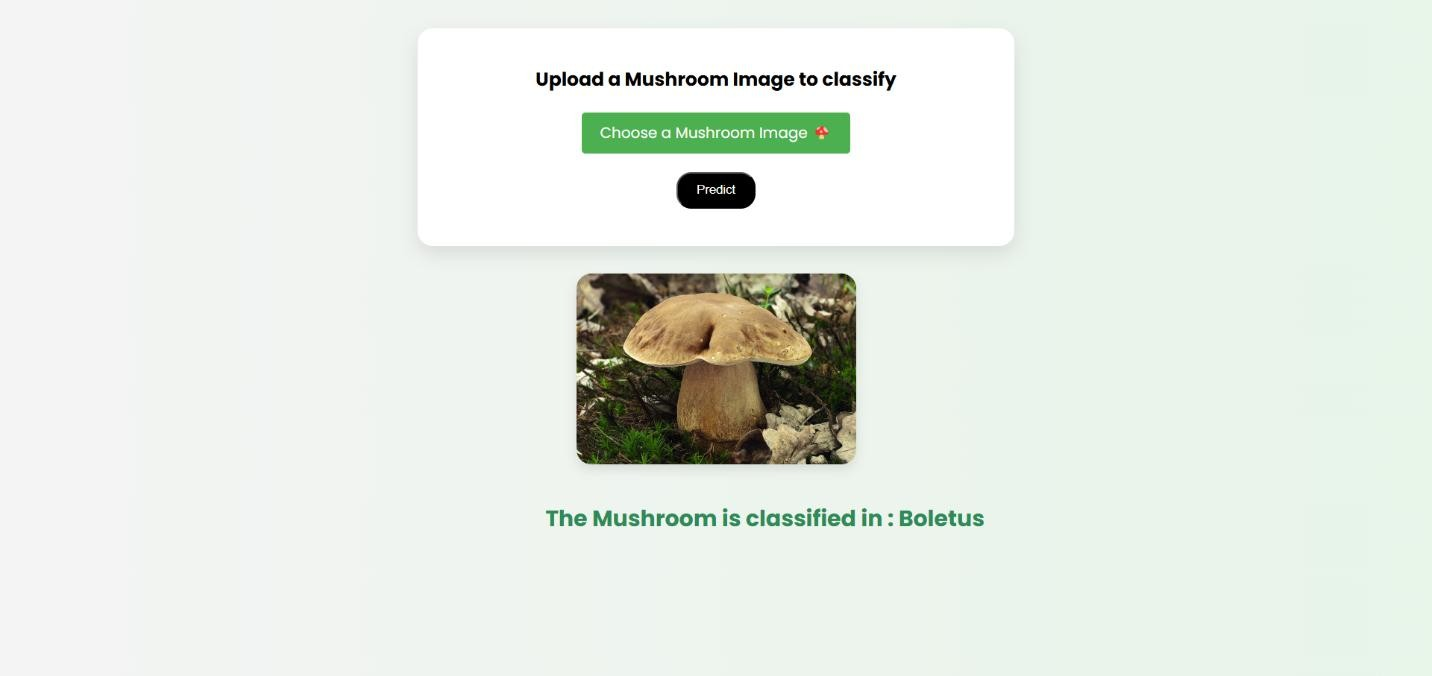 Upload a Mushroom Image to classify
Choose a Mushroom Image 🍄
Predict
The Mushroom is classified in : Boletus